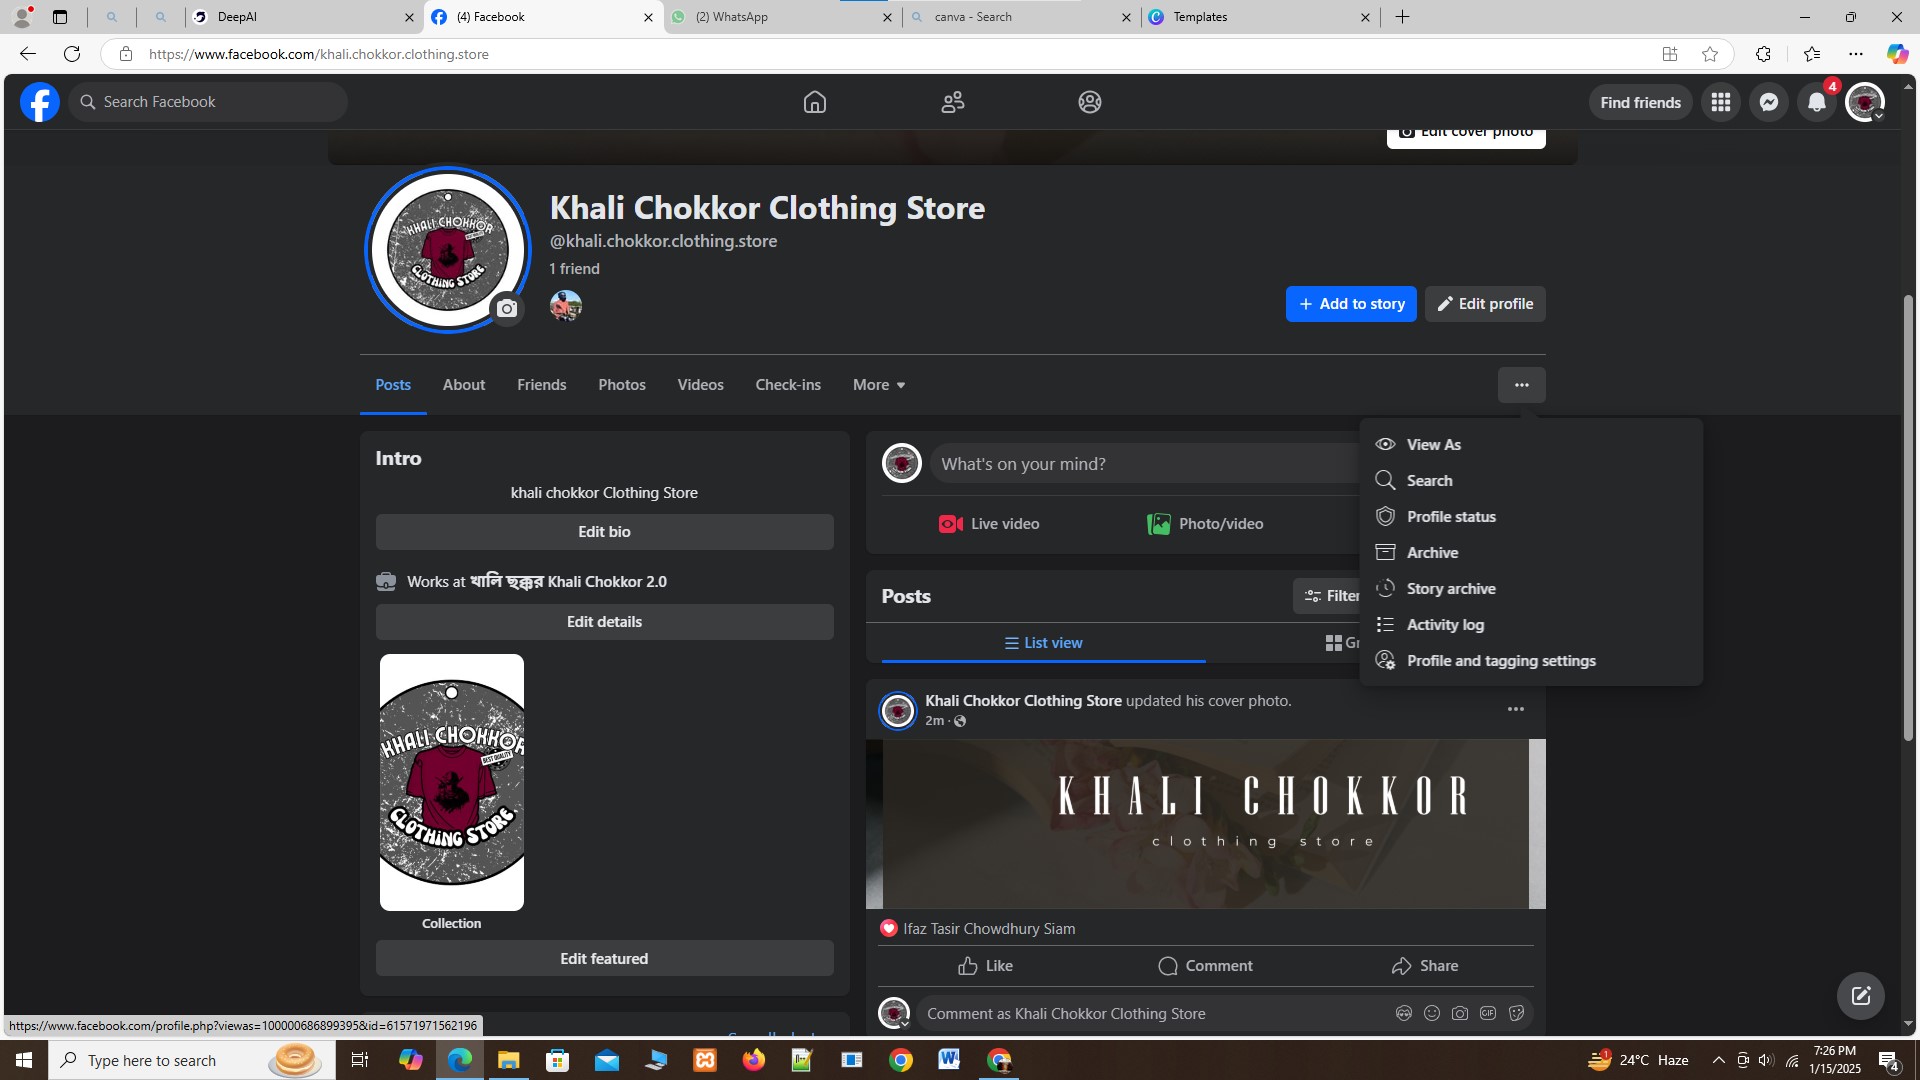 DeepAI
(4) Facebook
(2) WhatsApp
canva - Search
Templates
https://www.facebook.com/khali.chokkor.clothing.store
Search Facebook
Find friends
4
Edit cover photo
KHALI CHOKKOR
CLOTHING STORE
Khali Chokkor Clothing Store
@khali.chokkor.clothing.store
1 friend
Add to story
Edit profile
Posts
About
Friends
Photos
Videos
Check-ins
More
View As
Search
Profile status
Archive
Story archive
Activity log
Profile and tagging settings
Intro
khali chokkor Clothing Store
Edit bio
Works at খালি ছক্কর Khali Chokkor 2.0
Edit details
KHALI CHOKKOR
BEST QUALITY
CLOTHING STORE
Collection
Edit featured
What's on your mind?
Live video
Photo/video
Posts
Filter
List view
Gr
Khali Chokkor Clothing Store updated his cover photo.
2m ·
KHALI CHOKKOR
clothing store
Ifaz Tasir Chowdhury Siam
Like
Comment
Share
Comment as Khali Chokkor Clothing Store
GIF
https://www.facebook.com/profile.php?viewas=100000686899395&id=61571971562196
Type here to search
1
24°C Haze
7:26 PM
1/15/2025
4